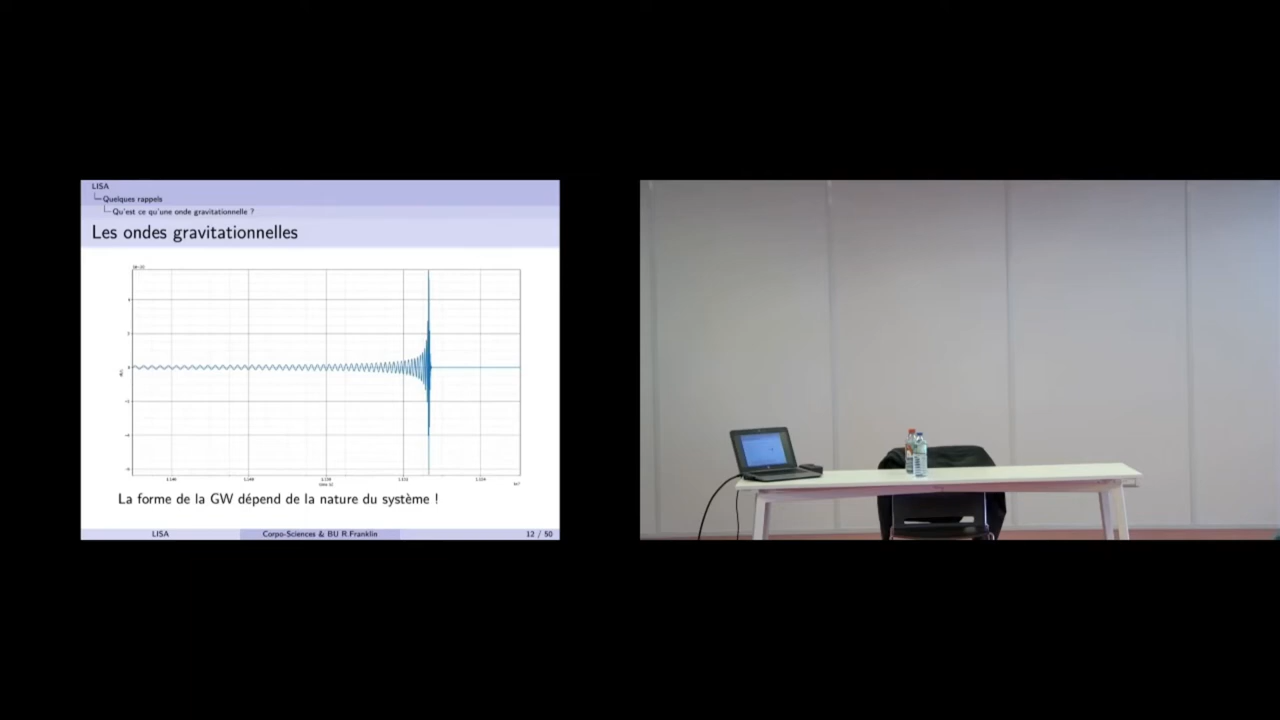 LISA
Quelques rappels
Qu'est ce qu'une onde gravitationnelle ?
Les ondes gravitationnelles
La forme de la GW dépend de la nature du système !
LISA
Corpo-Sciences & BU R.Franklin
12 / 50